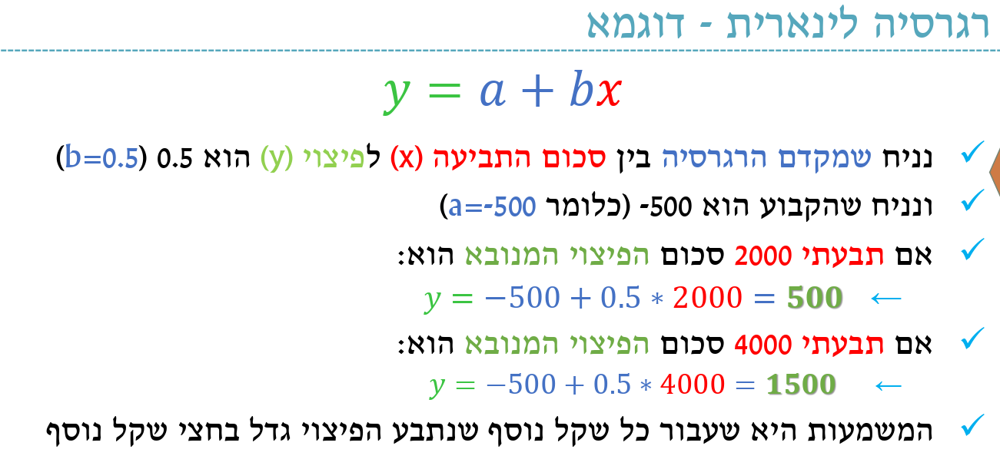 רגרסיה לינארית - דוגמא
y = a + bx
✓ נניח שמקדם הרגרסיה בין סכום התביעה (x) לפיצוי (y) הוא 0.5 (b=0.5)
✓ ונניח שהקבוע הוא 500- (כלומר a=-500)
✓ אם תבעתי 2000 סכום הפיצוי המנובא הוא:
y = −500 + 0.5 * 2000 = 500 ←
✓ אם תבעתי 4000 סכום הפיצוי המנובא הוא:
y = −500 + 0.5 * 4000 = 1500 ←
✓ המשמעות היא שעבור כל שקל נוסף שנתבע הפיצוי גדל בחצי שקל נוסף